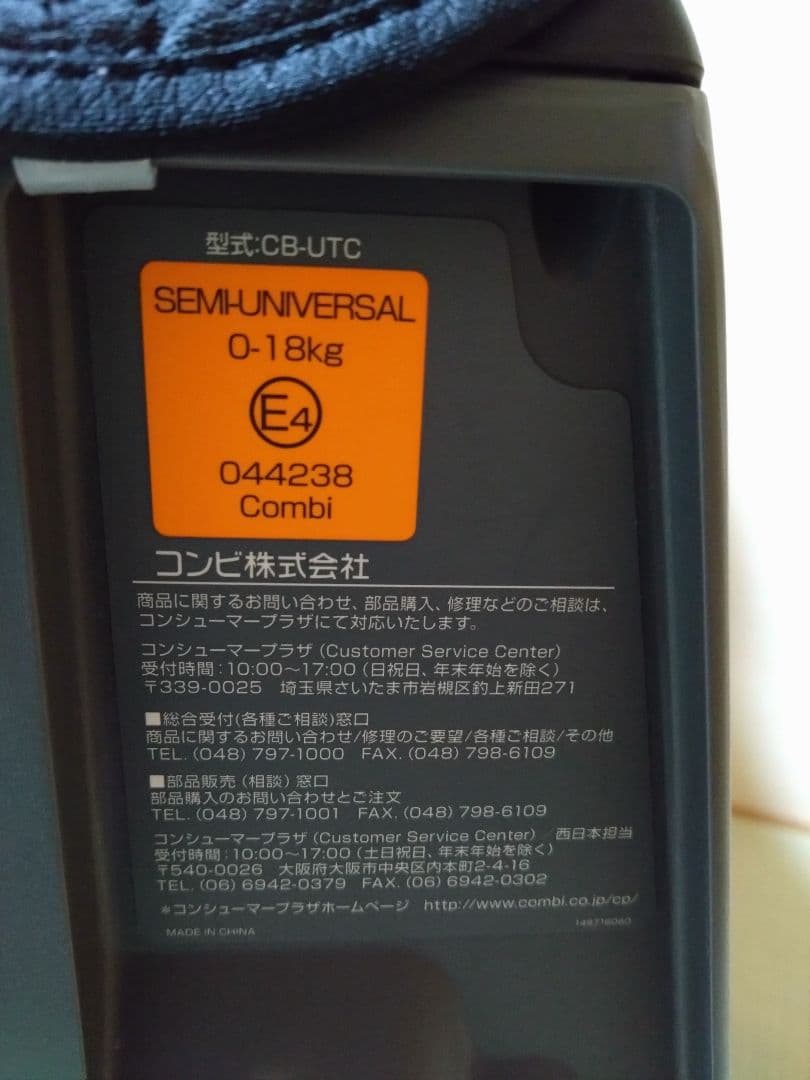 型式:CB-UTC
SEMI-UNIVERSAL
0-18kg
E4
044238
Combi
コンビ株式会社
商品に関するお問い合わせ、部品購入、修理などのご相談は、
コンシューマープラザにて対応いたします。
コンシューマープラザ (Customer Service Center)
受付時間：10:00～17:00 (日祝日、年末年始を除く)
〒339-0025 埼玉県さいたま市岩槻区釣上新田271
■総合受付(各種ご相談)窓口
商品に関するお問い合わせ/修理のご要望/各種ご相談/その他
TEL. (048) 797-1000 FAX. (048) 798-6109
■部品販売 (相談) 窓口
部品購入のお問い合わせとご注文
TEL. (048) 797-1001 FAX. (048) 798-6109
コンシューマープラザ (Customer Service Center) ／西日本担当
受付時間：10:00～17:00 (土日祝日、年末年始を除く)
〒540-0026 大阪府大阪市中央区内本町2-4-16
TEL. (06) 6942-0379 FAX. (06) 6942-0302
＊コンシューマープラザホームページ http://www.combi.co.jp/cp/
MADE IN CHINA